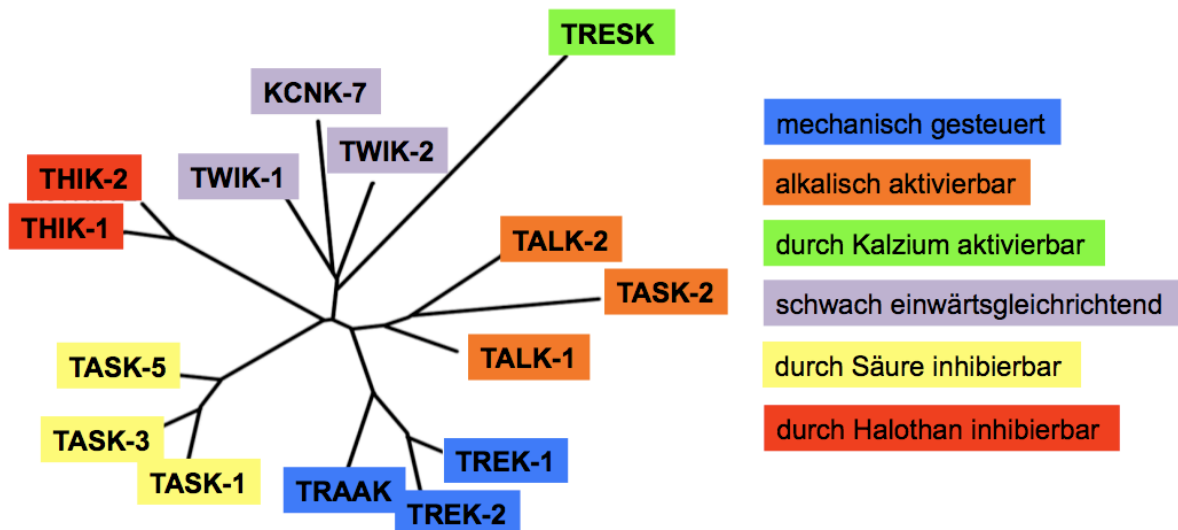 TRESK
KCNK-7
TWIK-2
TWIK-1
THIK-2
THIK-1
TALK-2
TASK-2
TALK-1
TASK-5
TASK-3
TASK-1
TRAAK
TREK-1
TREK-2
mechanisch gesteuert
alkalisch aktivierbar
durch Kalzium aktivierbar
schwach einwärtsgleichrichtend
durch Säure inhibierbar
durch Halothan inhibierbar